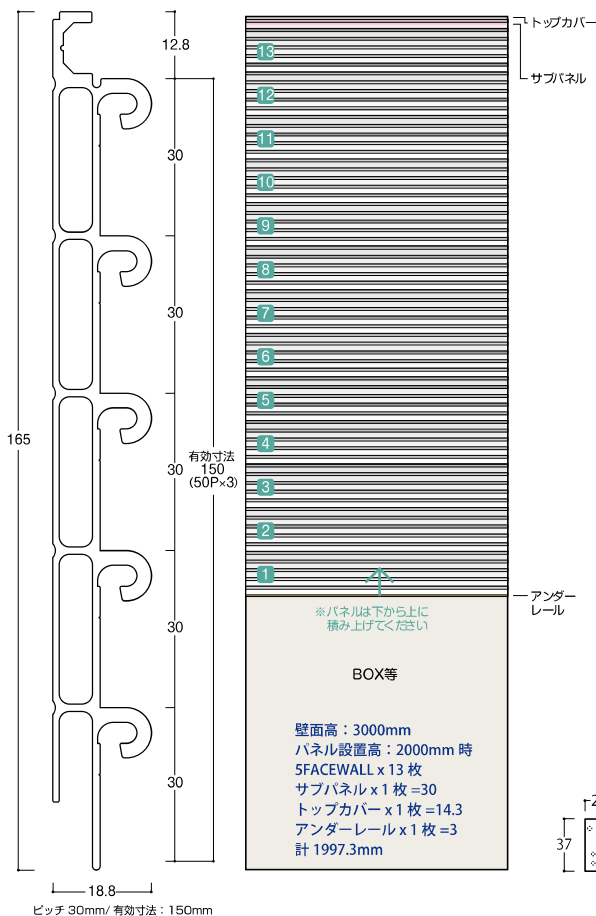 12.8
30
30
30
30
30
165
有効寸法
150
(50P×3)
18.8
ピッチ 30mm/ 有効寸法：150mm
トップカバー
サブパネル
13
12
11
10
9
8
7
6
5
4
3
2
1
アンダー
レール
※パネルは下から上に
積み上げてください
BOX等
壁面高：3000mm
パネル設置高：2000mm 時
5FACEWALL x 13 枚
サブパネル x 1 枚 =30
トップカバー x 1 枚 =14.3
アンダーレール x 1 枚 =3
計 1997.3mm
37